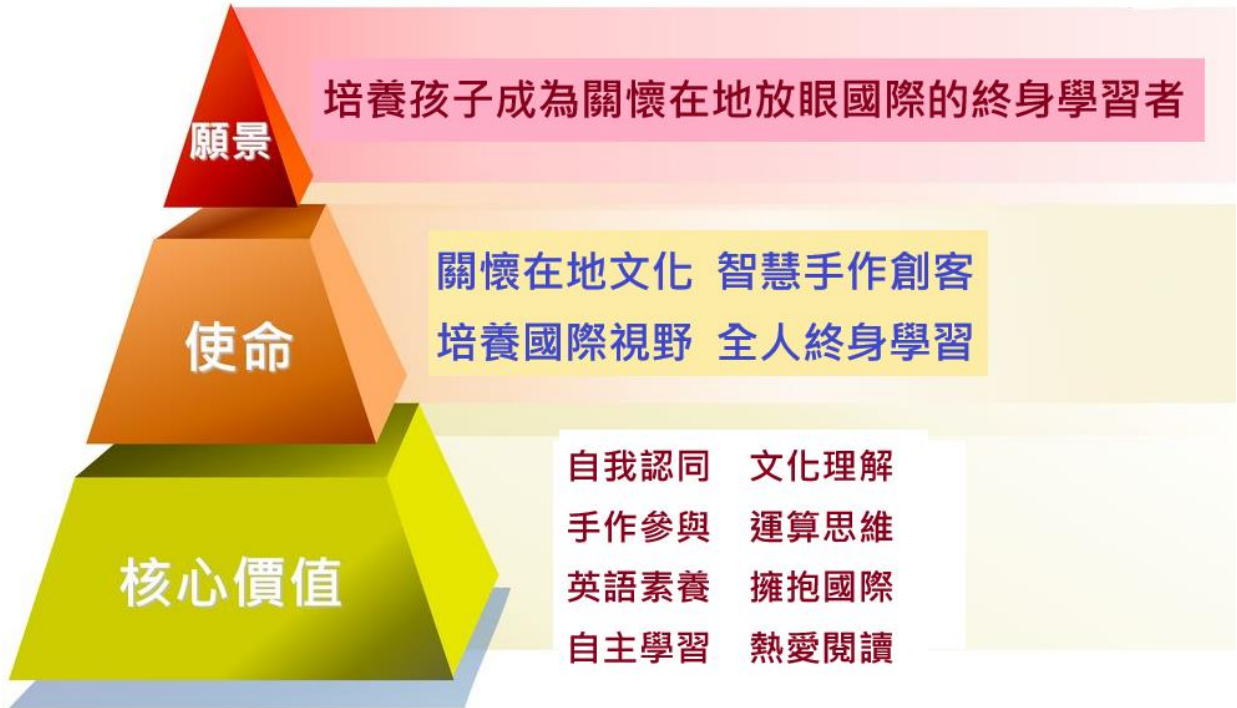 願景
培養孩子成為關懷在地放眼國際的終身學習者
使命
關懷在地文化 智慧手作創客
培養國際視野 全人終身學習
核心價值
自我認同 文化理解
手作參與 運算思維
英語素養 擁抱國際
自主學習 熱愛閱讀